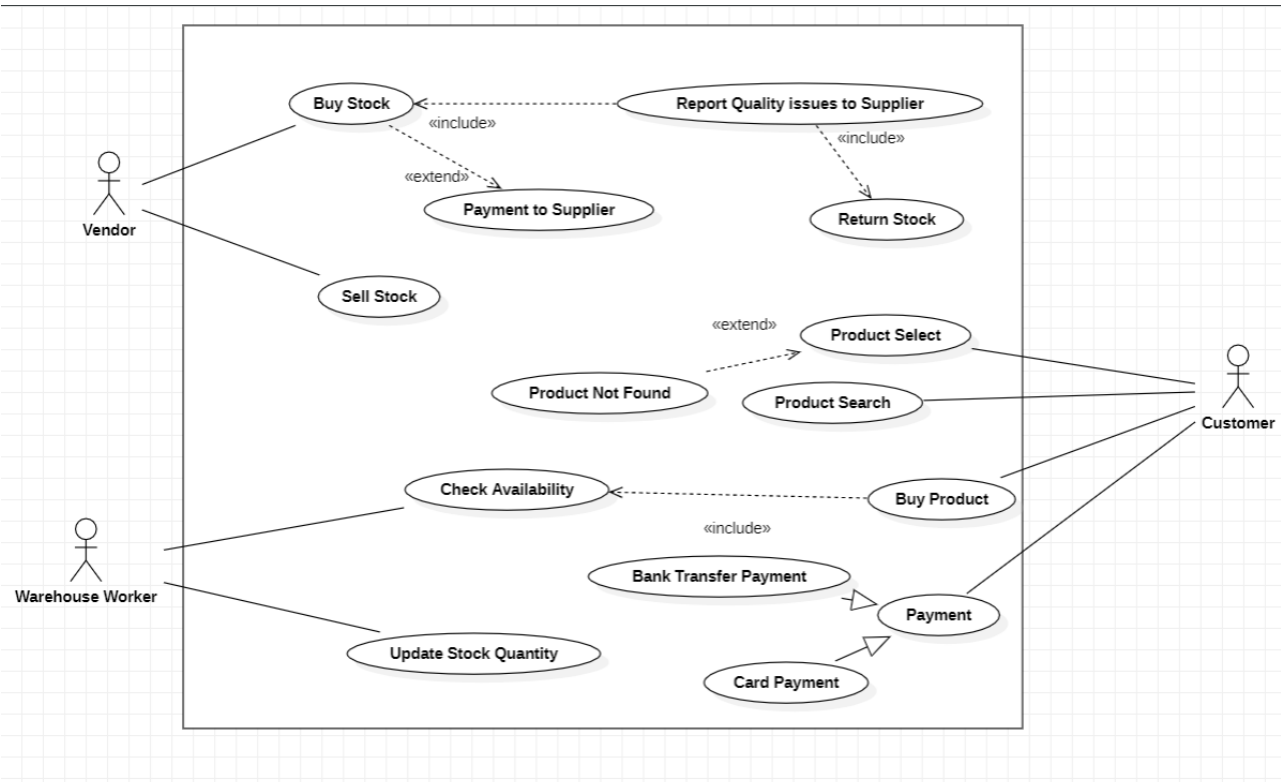 Buy Stock
Report Quality issues to Supplier
«include»
«include»
«extend»
Payment to Supplier
Return Stock
Vendor
Sell Stock
«extend»
Product Select
Product Not Found
Product Search
Customer
Check Availability
Buy Product
«include»
Bank Transfer Payment
Warehouse Worker
Payment
Update Stock Quantity
Card Payment